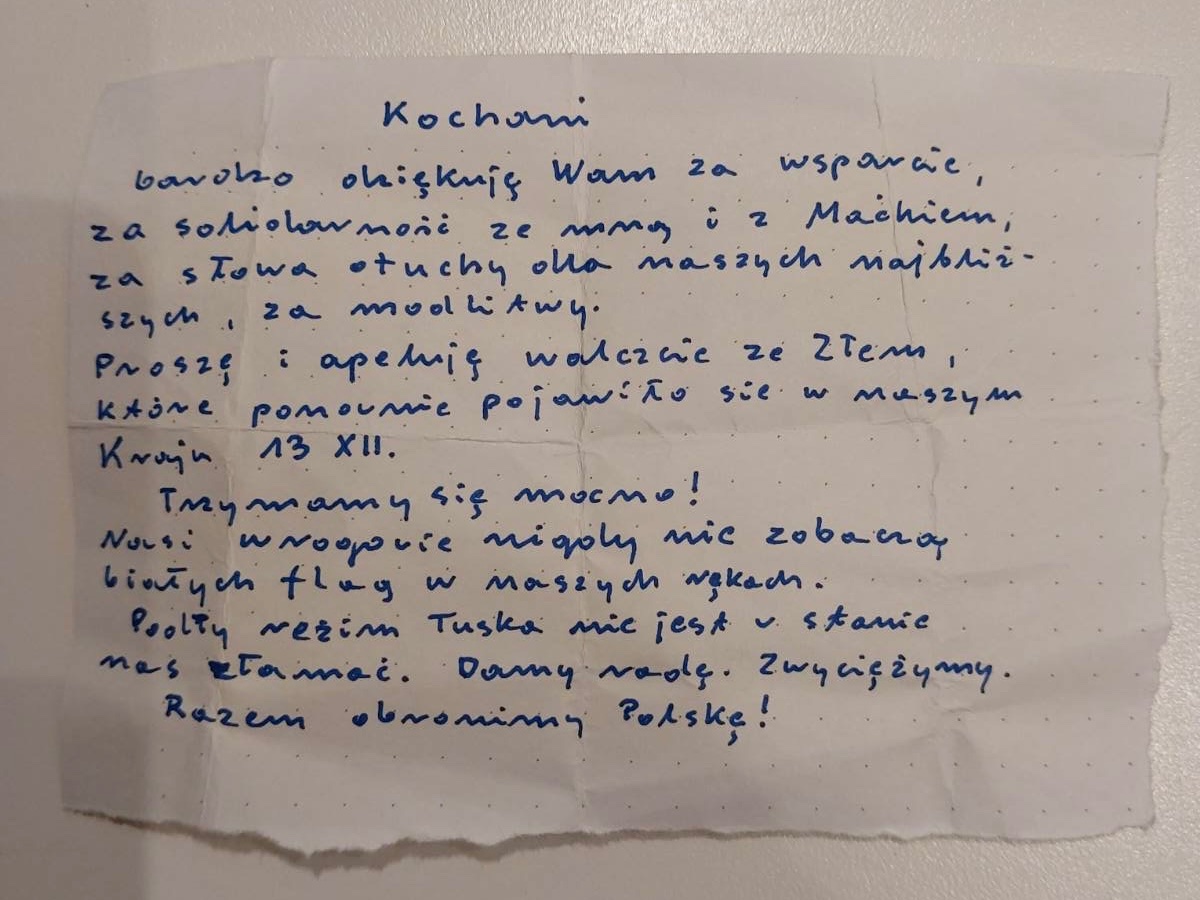 Kochani
bardzo dziękuję Wam za wsparcie,
za solidarność ze mną i z Maćkiem,
za słowa otuchy dla naszych najbliż-
szych, za modlitwy.
Proszę i apeluję walczcie ze Złem,
które ponownie pojawiło sie w naszym
Kraju 13 XII.
Trzymamy się mocno!
Nasi wrogowie nigdy nie zobaczą
białych flag w naszych rękach.
Podły reżim Tuska nie jest w stanie
nas złamać. Damy radę. Zwyciężymy.
Razem obronimy Polskę!